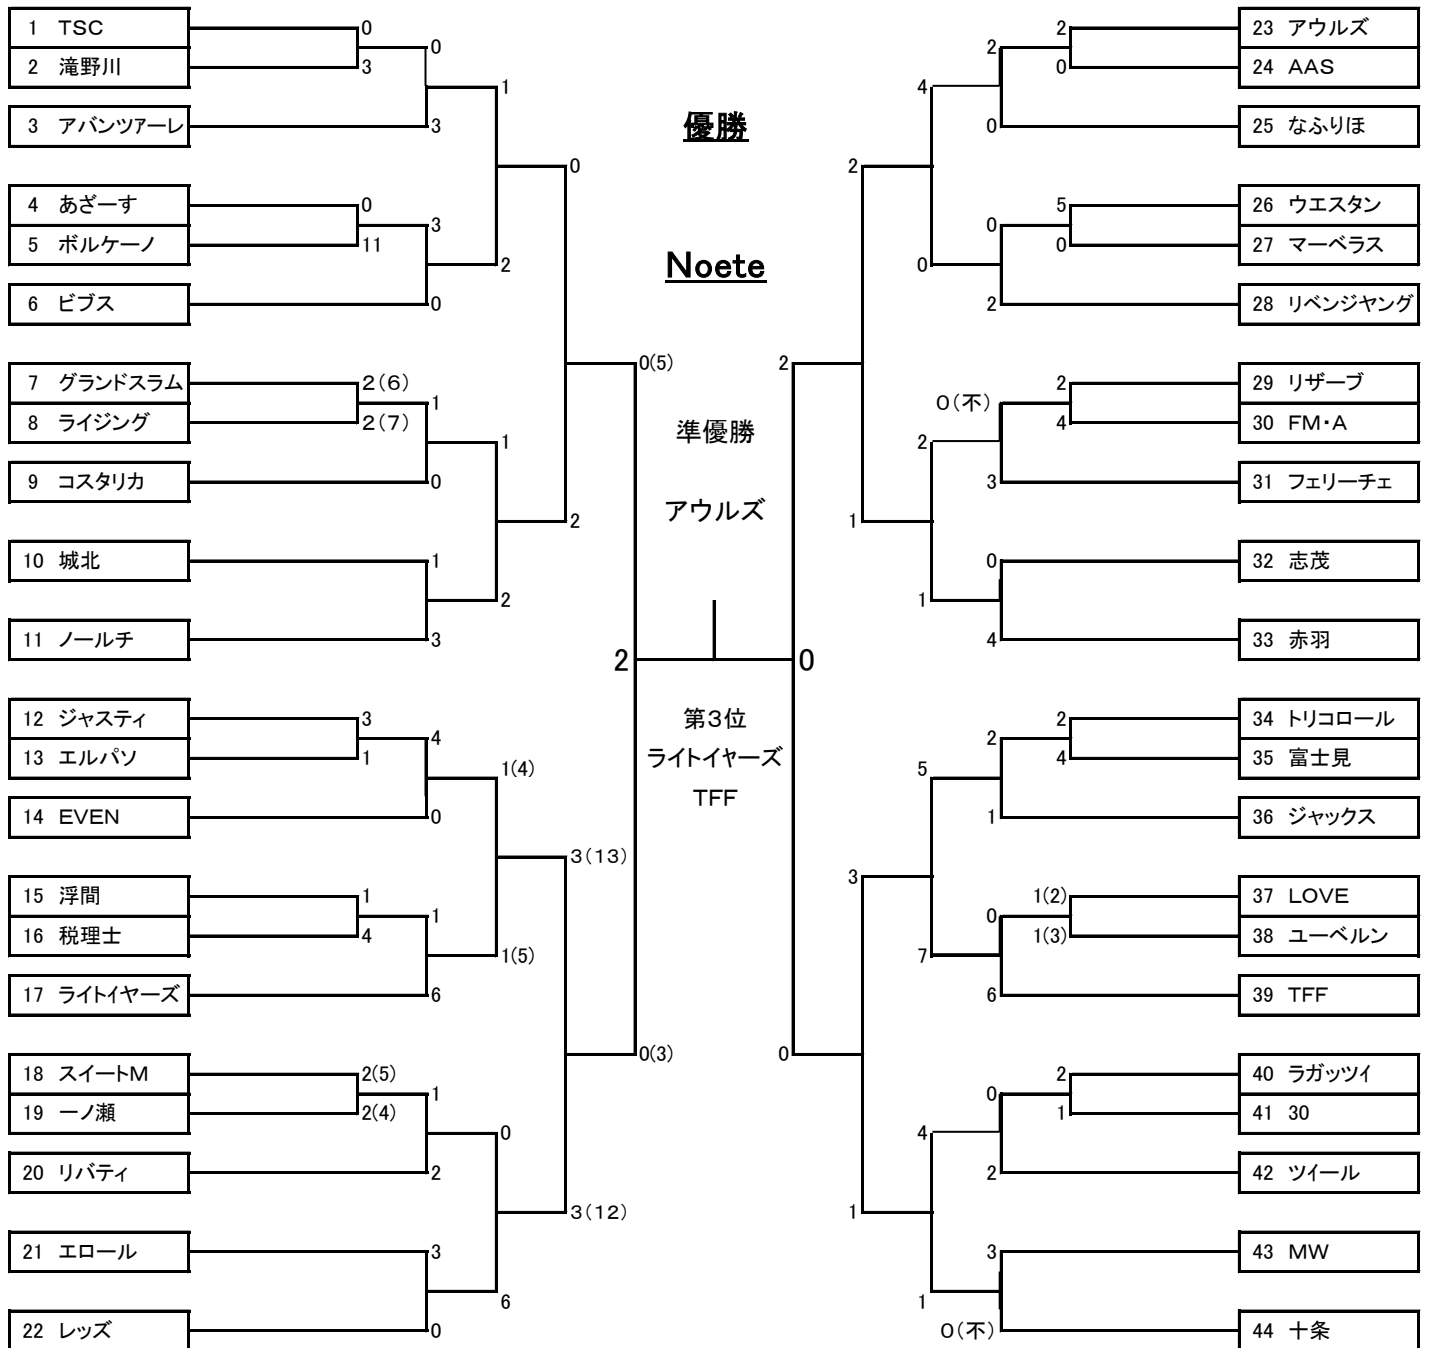 1 TSC
0
2 滝野川
3
0
3 アバンツアーレ
3
1
4 あざーす
0
5 ボルケーノ
11
3
6 ビブス
0
2
0
7 グランドスラム
2(6)
8 ライジング
2(7)
1
9 コスタリカ
0
1
10 城北
1
11 ノールチ
3
2
2
0(5)
12 ジャスティ
3
13 エルパソ
1
4
14 EVEN
0
1(4)
15 浮間
1
16 税理士
4
1
17 ライトイヤーズ
6
1(5)
3(13)
18 スイートM
2(5)
19 一ノ瀬
2(4)
1
20 リバティ
2
0
21 エロール
3
22 レッズ
0
6
3(12)
0(3)
2
優勝
Noete
準優勝
アウルズ
第3位
ライトイヤーズ
TFF
0
2
23 アウルズ
0
24 AAS
2
0
25 なふりほ
4
5
26 ウエスタン
0
27 マーベラス
0
2
28 リベンジヤング
0
2
2
29 リザーブ
4
30 FM・A
0(不)
3
31 フェリーチェ
2
0
32 志茂
4
33 赤羽
1
1
2
2
34 トリコロール
4
35 富士見
2
1
36 ジャックス
5
1(2)
37 LOVE
1(3)
38 ユーベルン
0
6
39 TFF
7
3
2
40 ラガッツイ
1
41 30
0
2
42 ツイール
4
3
43 MW
0(不)
44 十条
1
1
0